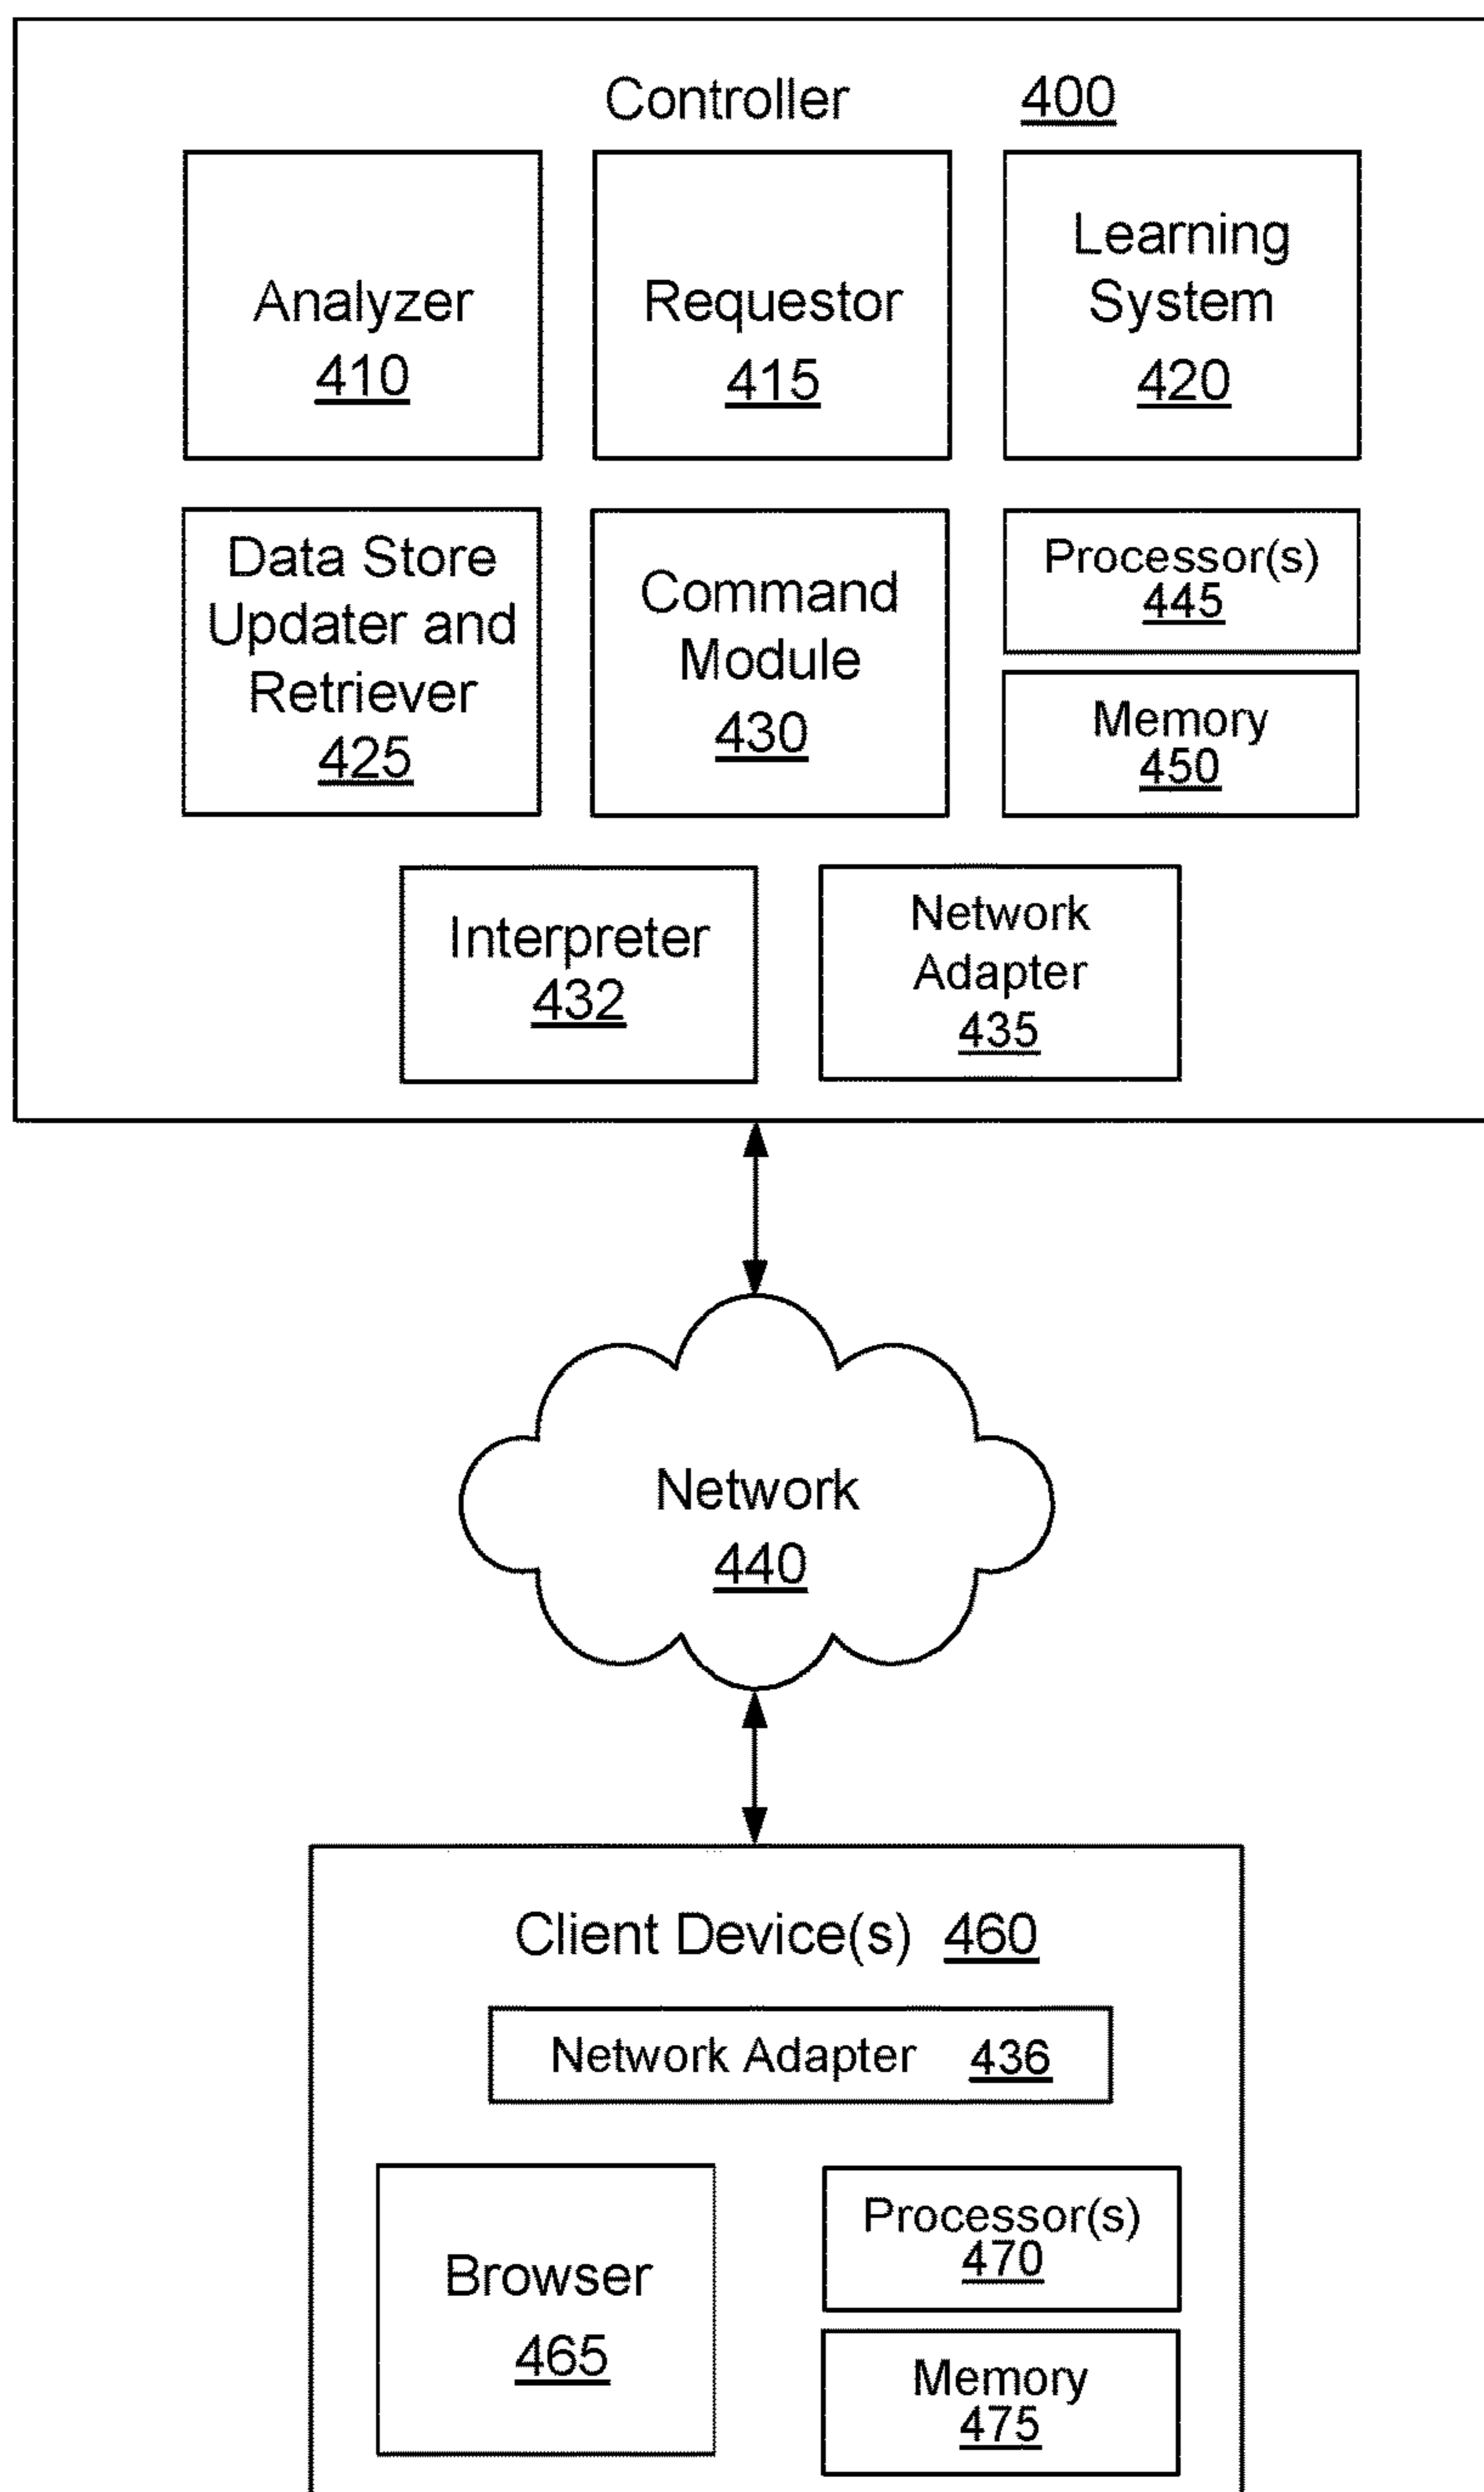 Controller 400
Analyzer
410
Requestor
415
Learning
System
420
Data Store
Updater and
Retriever
425
Command
Module
430
Processor(s)
445
Memory
450
Interpreter
432
Network
Adapter
435
Network
440
Client Device(s) 460
Network Adapter 436
Browser
465
Processor(s)
470
Memory
475